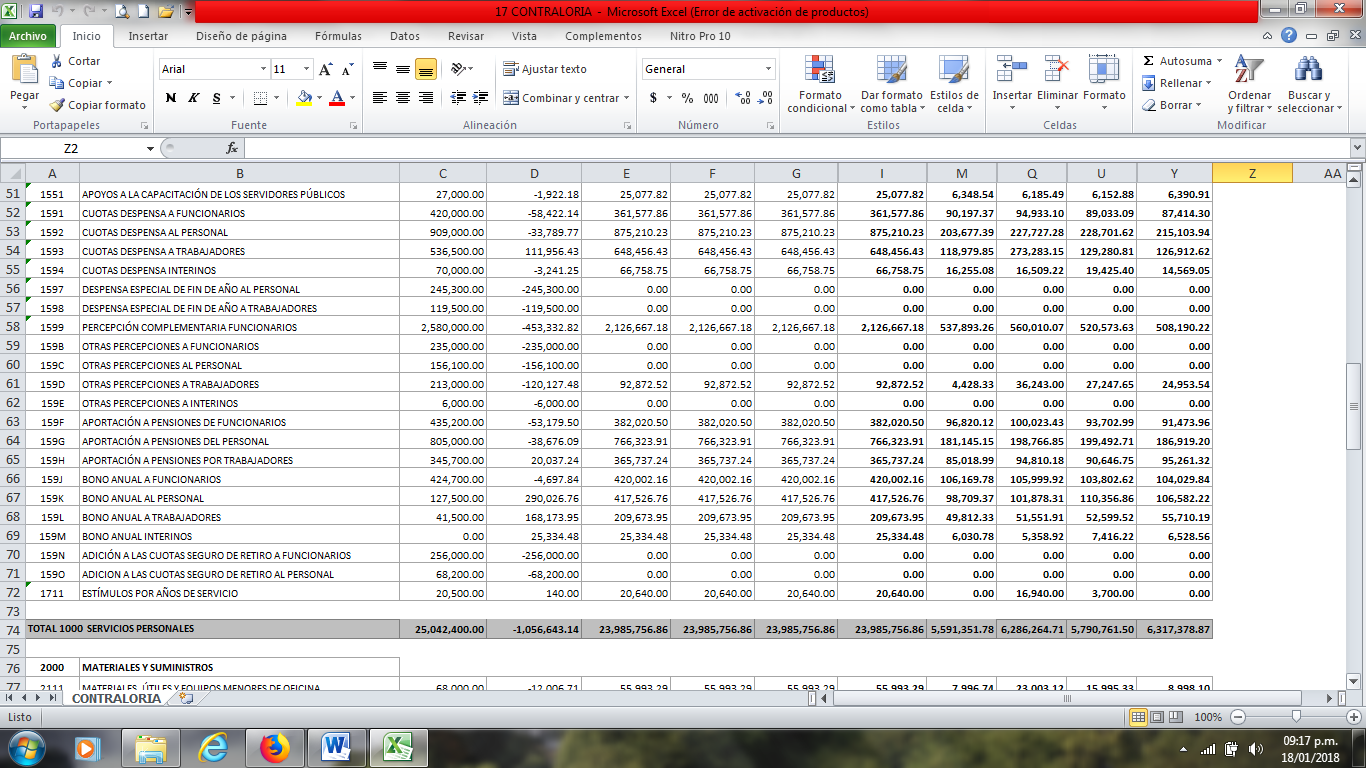 17 CONTRALORIA - Microsoft Excel (Error de activación de productos)
Archivo Inicio Insertar Diseño de página Fórmulas Datos Revisar Vista Complementos Nitro Pro 10
Pegar Cortar Copiar Copiar formato Portapapeles
Arial 11 N K S Fuente
Ajustar texto Combinar y centrar Alineación
General $ % 000 Número
Formato condicional Dar formato como tabla Estilos de celda Estilos
Insertar Eliminar Formato Celdas
Autosuma Rellenar Borrar Ordenar y filtrar Buscar y seleccionar Modificar
Z2 fx
A B C D E F G I M Q U Y Z AA
51 1551 APOYOS A LA CAPACITACIÓN DE LOS SERVIDORES PÚBLICOS 27,000.00 -1,922.18 25,077.82 25,077.82 25,077.82 25,077.82 6,348.54 6,185.49 6,152.88 6,390.91
52 1591 CUOTAS DESPENSA A FUNCIONARIOS 420,000.00 -58,422.14 361,577.86 361,577.86 361,577.86 361,577.86 90,197.37 94,933.10 89,033.09 87,414.30
53 1592 CUOTAS DESPENSA AL PERSONAL 909,000.00 -33,789.77 875,210.23 875,210.23 875,210.23 875,210.23 203,677.39 227,727.28 228,701.62 215,103.94
54 1593 CUOTAS DESPENSA A TRABAJADORES 536,500.00 111,956.43 648,456.43 648,456.43 648,456.43 648,456.43 118,979.85 273,283.15 129,280.81 126,912.62
55 1594 CUOTAS DESPENSA INTERINOS 70,000.00 -3,241.25 66,758.75 66,758.75 66,758.75 66,758.75 16,255.08 16,509.22 19,425.40 14,569.05
56 1597 DESPENSA ESPECIAL DE FIN DE AÑO AL PERSONAL 245,300.00 -245,300.00 0.00 0.00 0.00 0.00 0.00 0.00 0.00 0.00
57 1598 DESPENSA ESPECIAL DE FIN DE AÑO A TRABAJADORES 119,500.00 -119,500.00 0.00 0.00 0.00 0.00 0.00 0.00 0.00 0.00
58 1599 PERCEPCIÓN COMPLEMENTARIA FUNCIONARIOS 2,580,000.00 -453,332.82 2,126,667.18 2,126,667.18 2,126,667.18 2,126,667.18 537,893.26 560,010.07 520,573.63 508,190.22
59 159B OTRAS PERCEPCIONES A FUNCIONARIOS 235,000.00 -235,000.00 0.00 0.00 0.00 0.00 0.00 0.00 0.00 0.00
60 159C OTRAS PERCEPCIONES AL PERSONAL 156,100.00 -156,100.00 0.00 0.00 0.00 0.00 0.00 0.00 0.00 0.00
61 159D OTRAS PERCEPCIONES A TRABAJADORES 213,000.00 -120,127.48 92,872.52 92,872.52 92,872.52 92,872.52 4,428.33 36,243.00 27,247.65 24,953.54
62 159E OTRAS PERCEPCIONES A INTERINOS 6,000.00 -6,000.00 0.00 0.00 0.00 0.00 0.00 0.00 0.00 0.00
63 159F APORTACIÓN A PENSIONES DE FUNCIONARIOS 435,200.00 -53,179.50 382,020.50 382,020.50 382,020.50 382,020.50 96,820.12 100,023.43 93,702.99 91,473.96
64 159G APORTACIÓN A PENSIONES DEL PERSONAL 805,000.00 -38,676.09 766,323.91 766,323.91 766,323.91 766,323.91 181,145.15 198,766.85 199,492.71 186,919.20
65 159H APORTACIÓN A PENSIONES POR TRABAJADORES 345,700.00 20,037.24 365,737.24 365,737.24 365,737.24 365,737.24 85,018.99 94,810.18 90,646.75 95,261.32
66 159J BONO ANUAL A FUNCIONARIOS 424,700.00 -4,697.84 420,002.16 420,002.16 420,002.16 420,002.16 106,169.78 105,999.92 103,802.62 104,029.84
67 159K BONO ANUAL AL PERSONAL 127,500.00 290,026.76 417,526.76 417,526.76 417,526.76 417,526.76 98,709.37 101,878.31 110,356.86 106,582.22
68 159L BONO ANUAL A TRABAJADORES 41,500.00 168,173.95 209,673.95 209,673.95 209,673.95 209,673.95 49,812.33 51,551.91 52,599.52 55,710.19
69 159M BONO ANUAL INTERINOS 0.00 25,334.48 25,334.48 25,334.48 25,334.48 25,334.48 6,030.78 5,358.92 7,416.22 6,528.56
70 159N ADICIÓN A LAS CUOTAS SEGURO DE RETIRO A FUNCIONARIOS 256,000.00 -256,000.00 0.00 0.00 0.00 0.00 0.00 0.00 0.00 0.00
71 159O ADICION A LAS CUOTAS SEGURO DE RETIRO AL PERSONAL 68,200.00 -68,200.00 0.00 0.00 0.00 0.00 0.00 0.00 0.00 0.00
72 1711 ESTÍMULOS POR AÑOS DE SERVICIO 20,500.00 140.00 20,640.00 20,640.00 20,640.00 20,640.00 0.00 16,940.00 3,700.00 0.00
73
74 TOTAL 1000 SERVICIOS PERSONALES 25,042,400.00 -1,056,643.14 23,985,756.86 23,985,756.86 23,985,756.86 23,985,756.86 5,591,351.78 6,286,264.71 5,790,761.50 6,317,378.87
75
76 2000 MATERIALES Y SUMINISTROS
77 2111 MATERIALES, ÚTILES Y EQUIPOS MENORES DE OFICINA 68,000.00 -12,006.71 55,993.29 55,993.29 55,993.29 55,993.29 7,996.74 23,003.12 15,995.33 8,998.10
CONTRALORIA
Listo 100%
09:17 p.m.
18/01/2018